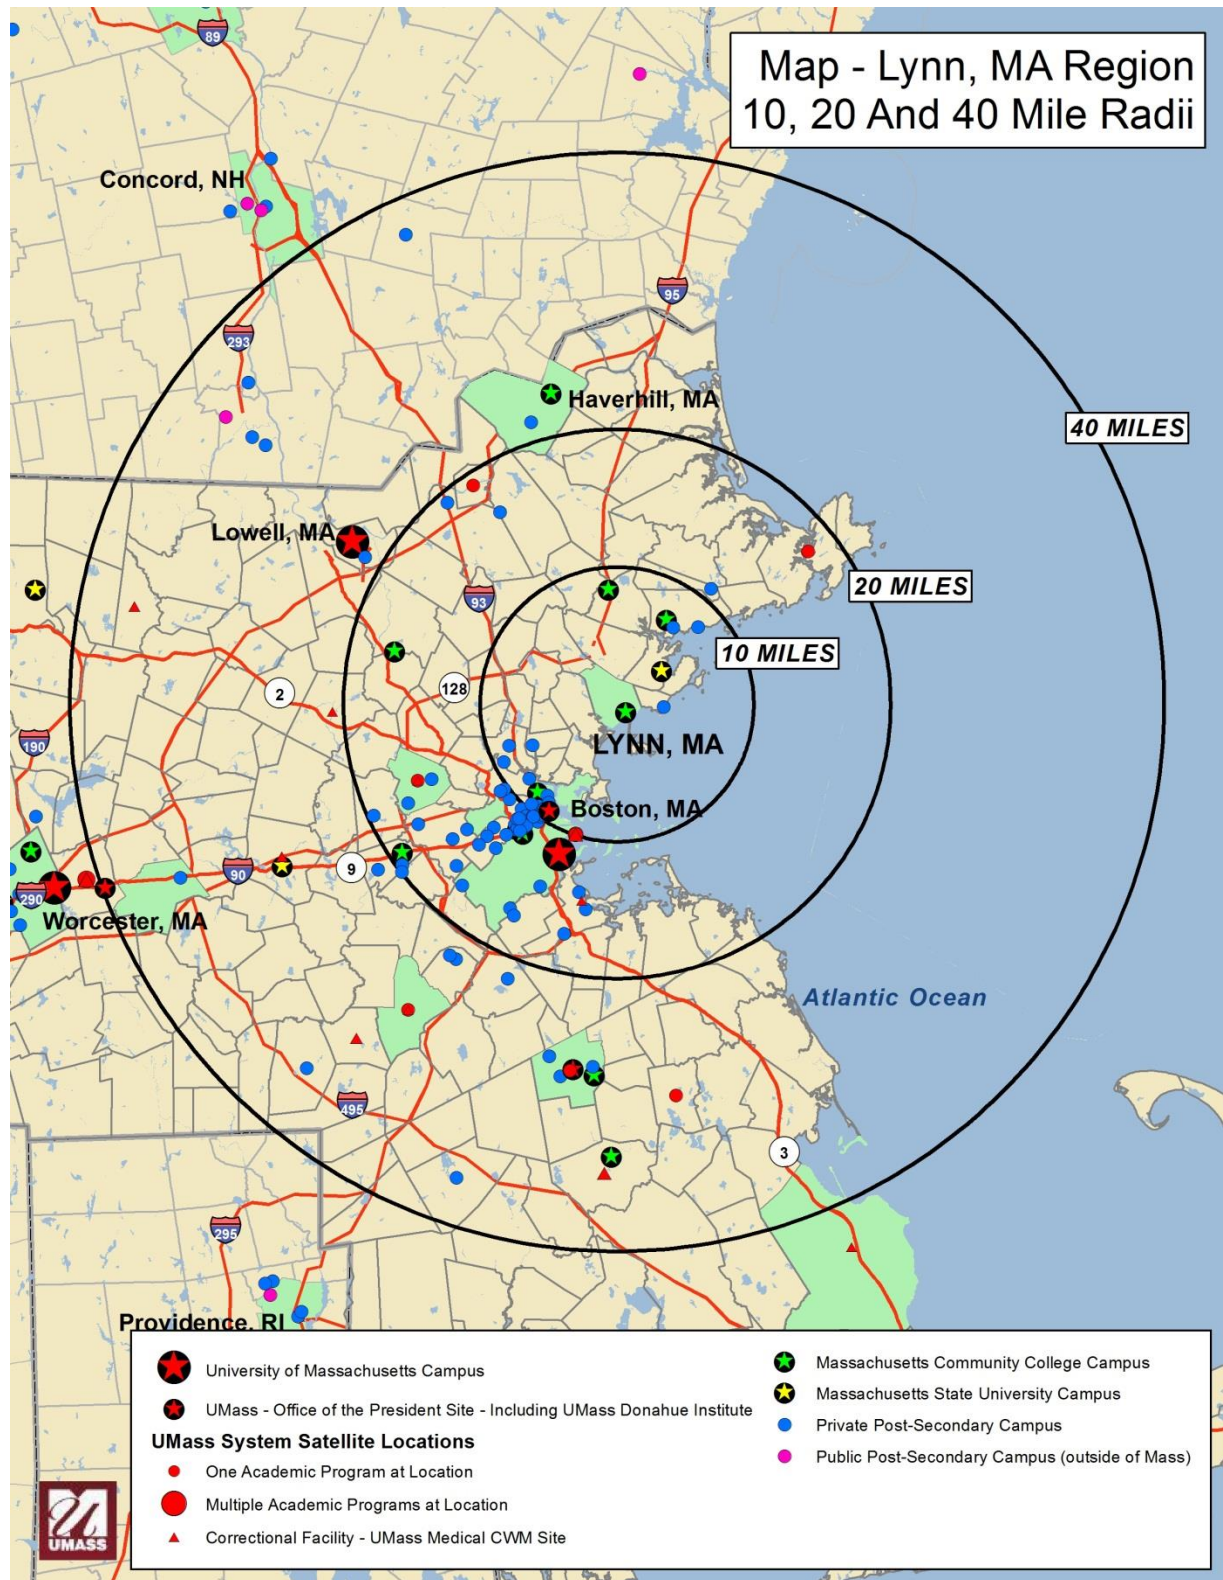 Map - Lynn, MA Region
10, 20 And 40 Mile Radii
89
Concord, NH
95
293
Haverhill, MA
40 MILES
Lowell, MA
20 MILES
93
10 MILES
2
128
LYNN, MA
190
Boston, MA
90
9
290
Worcester, MA
Atlantic Ocean
495
3
295
Providence, RI
University of Massachusetts Campus
UMass - Office of the President Site - Including UMass Donahue Institute
UMass System Satellite Locations
One Academic Program at Location
Multiple Academic Programs at Location
Correctional Facility - UMass Medical CWM Site
Massachusetts Community College Campus
Massachusetts State University Campus
Private Post-Secondary Campus
Public Post-Secondary Campus (outside of Mass)
UMASS